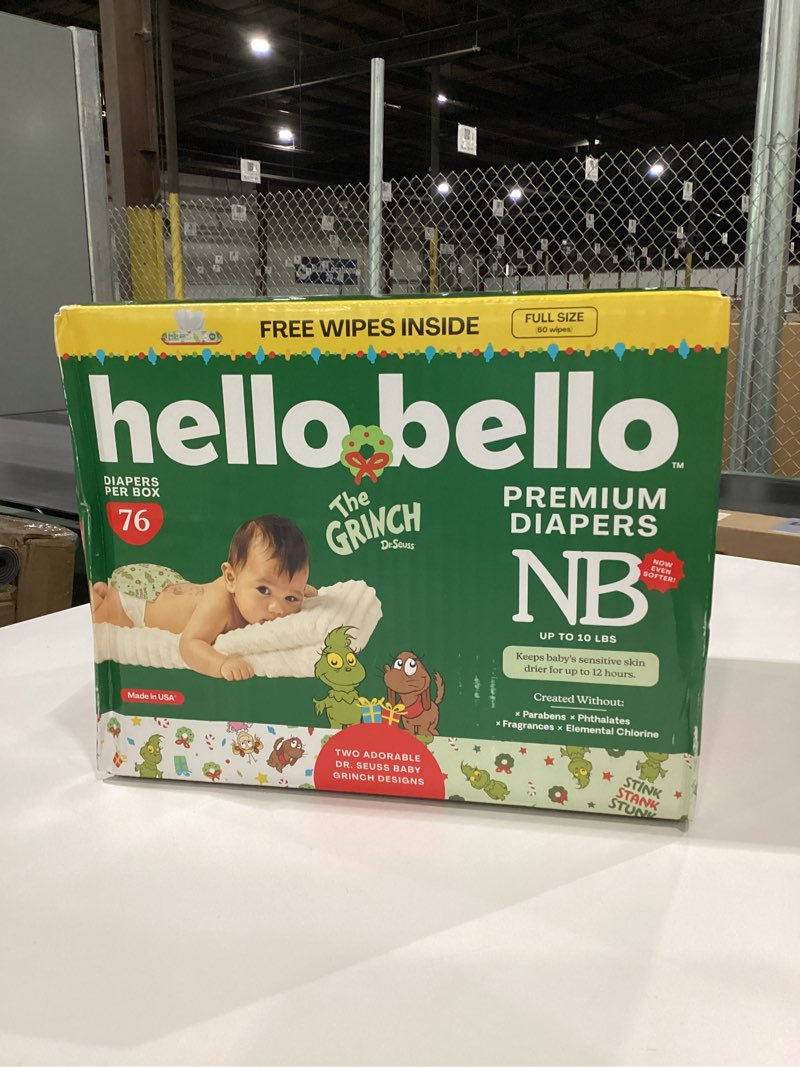 FREE WIPES INSIDE
FULL SIZE
(60 wipes)
hello bello
TM
DIAPERS
PER BOX
76
The
GRINCH
Dr. Seuss
PREMIUM
DIAPERS
NB
NOW
EVEN
SOFTER!
UP TO 10 LBS
Keeps baby's sensitive skin
drier for up to 12 hours.
Created Without:
× Parabens × Phthalates
× Fragrances × Elemental Chlorine
Made in USA*
TWO ADORABLE
DR. SEUSS BABY
GRINCH DESIGNS
STINK
STANK
STUNK